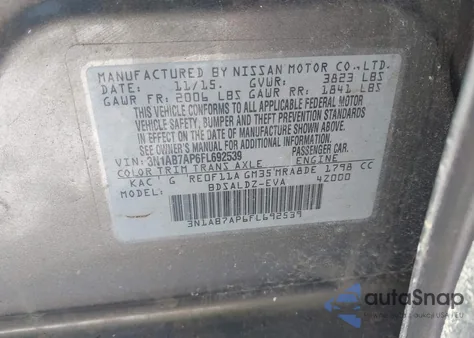 MANUFACTURED BY NISSAN MOTOR CO.,LTD.
DATE: 11/15. GVWR: 3823 LBS
GAWR FR: 2006 LBS GAWR RR: 1841 LBS
THIS VEHICLE CONFORMS TO ALL APPLICABLE FEDERAL MOTOR
VEHICLE SAFETY, BUMPER AND THEFT PREVENTION STANDARDS
IN EFFECT ON THE DATE OF MANUFACTURE SHOWN ABOVE.
*SEE OWNER'S MANUAL FOR ADDITIONAL INFORMATION
VIN: 3N1AB7AP6FL692539 PASSENGER CAR.
COLOR TRIM TRANS AXLE ENGINE
KAC G RE0F11A GM35 MRA8DE 1798 CC
MODEL: BDSALDZ-EVA 42000
3N1AB7AP6FL692539
autoSnap